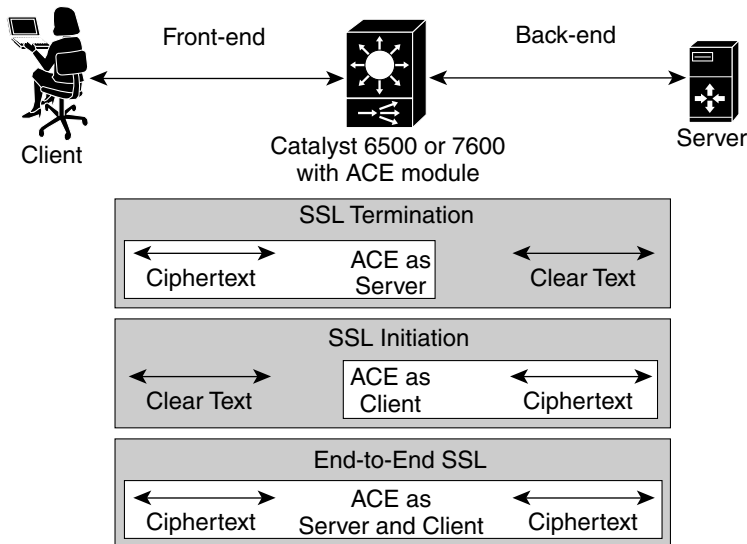 Front-end
Back-end
Client
Catalyst 6500 or 7600
with ACE module
Server
SSL Termination
Ciphertext
ACE as
Server
Clear Text
SSL Initiation
Clear Text
ACE as
Client
Ciphertext
End-to-End SSL
Ciphertext
ACE as
Server and Client
Ciphertext